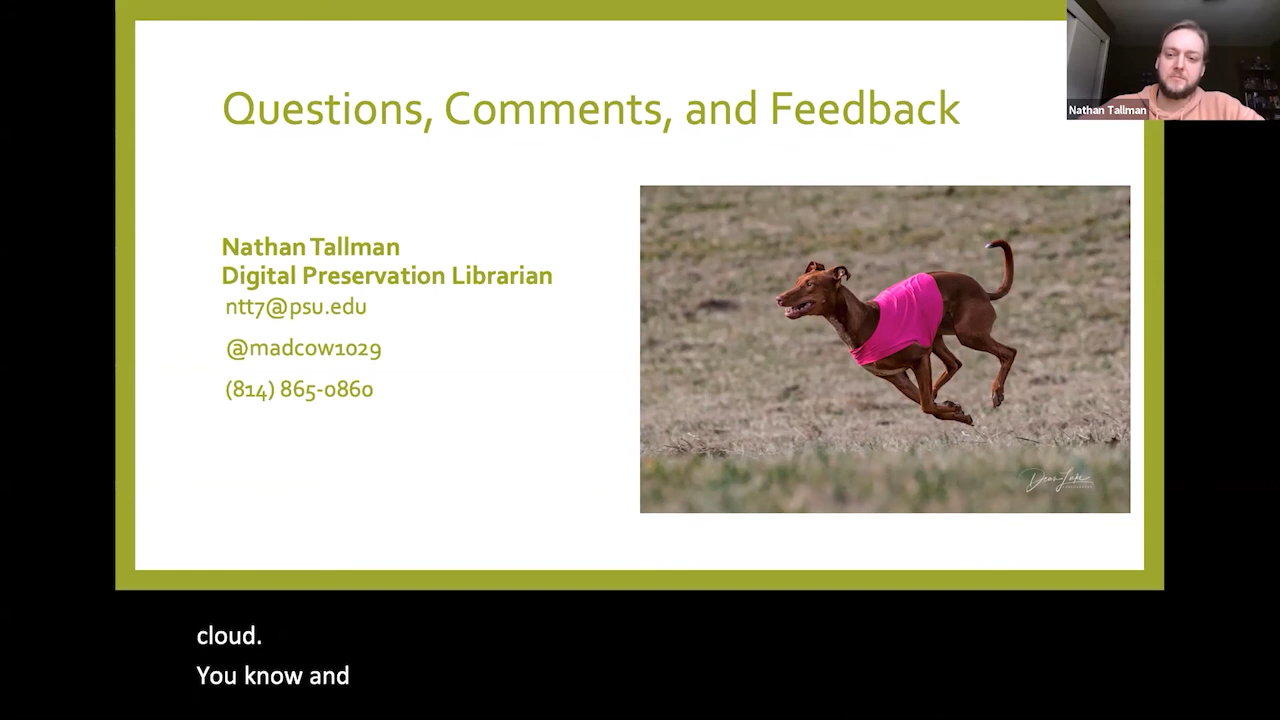 Questions, Comments, and Feedback
Nathan Tallman
Nathan Tallman
Digital Preservation Librarian
ntt7@psu.edu
@madcow1029
(814) 865-0860
cloud.
You know and